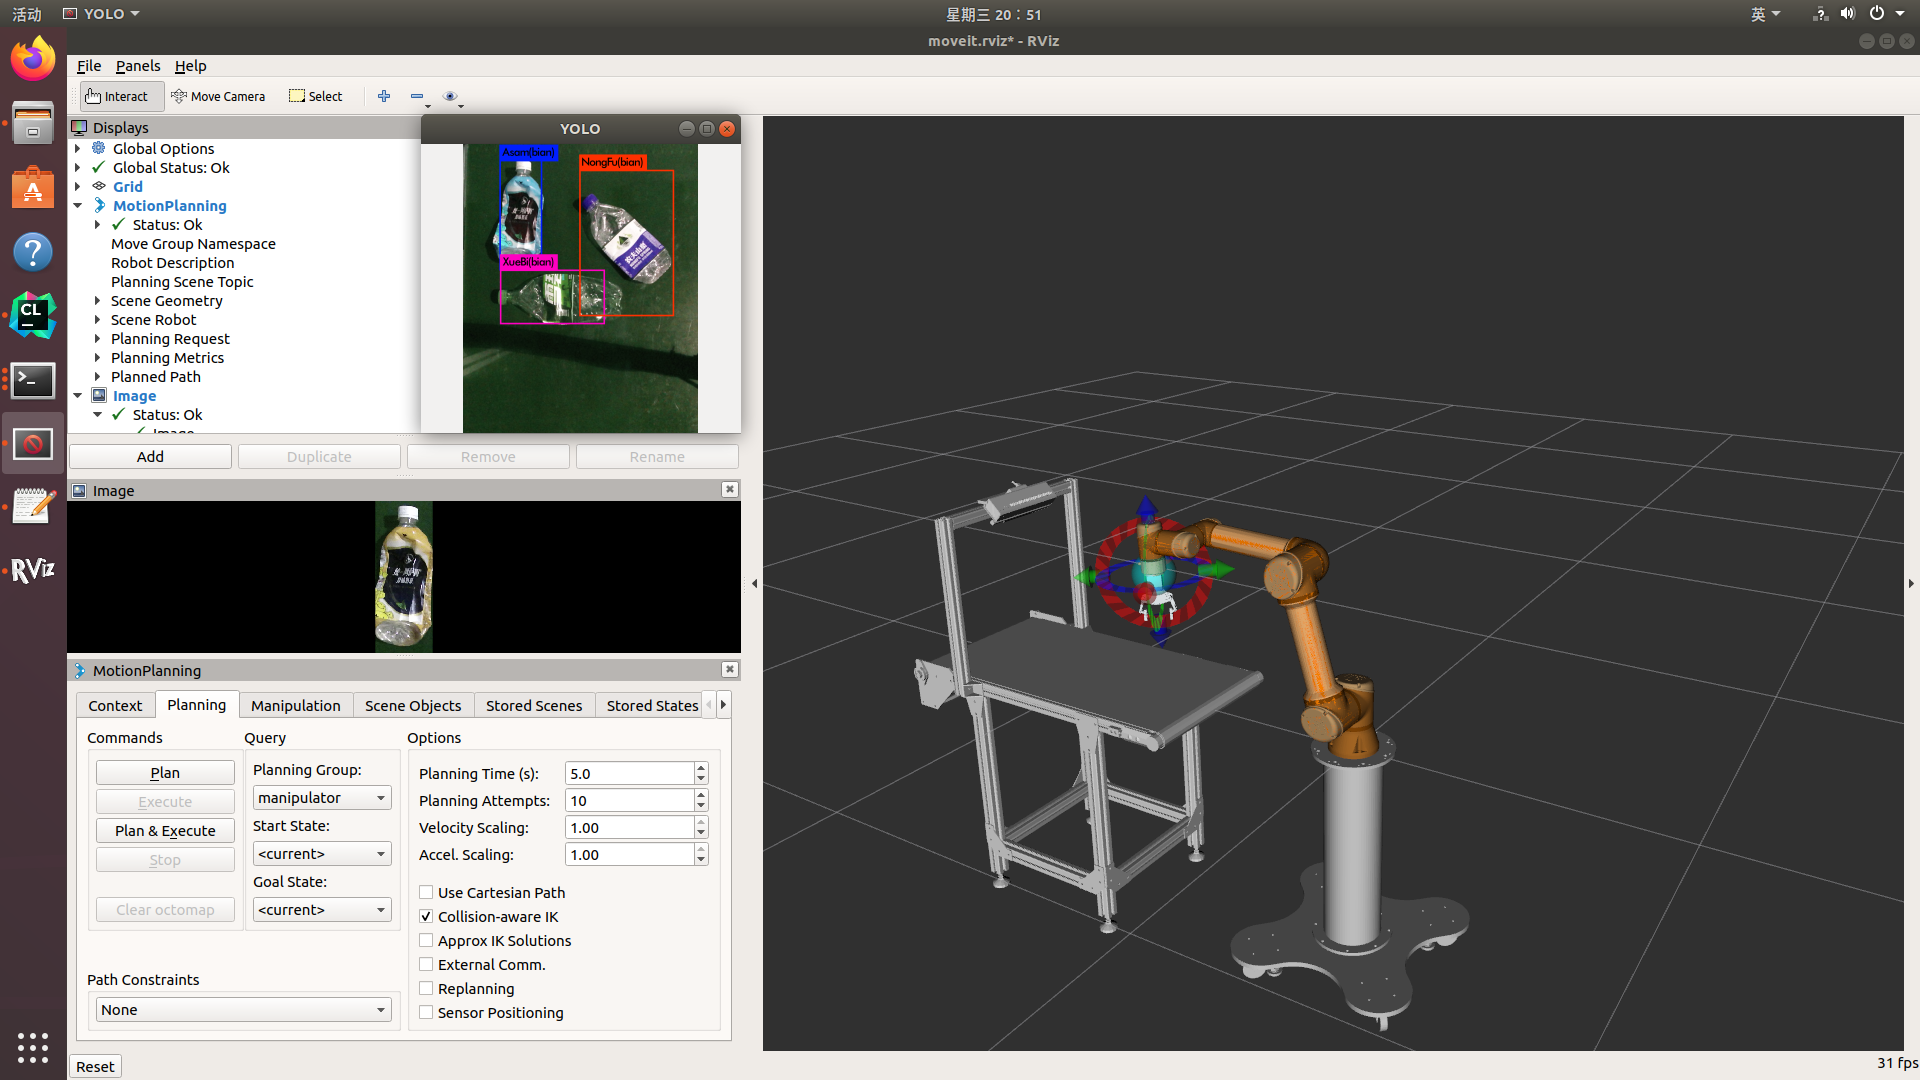 活动
YOLO
星期三 20：51
英
moveit.rviz* - RViz
File Panels Help
Interact Move Camera Select
Displays
Global Options
Global Status: Ok
Grid
MotionPlanning
Status: Ok
Move Group Namespace
Robot Description
Planning Scene Topic
Scene Geometry
Scene Robot
Planning Request
Planning Metrics
Planned Path
Image
Status: Ok
Image
YOLO
Asam(bian)
NongFu(bian)
XueBi(bian)
Add Duplicate Remove Rename
Image
MotionPlanning
Context Planning Manipulation Scene Objects Stored Scenes Stored States
Commands
Plan
Execute
Plan & Execute
Stop
Clear octomap
Query
Planning Group:
manipulator
Start State:
<current>
Goal State:
<current>
Options
Planning Time (s): 5.0
Planning Attempts: 10
Velocity Scaling: 1.00
Accel. Scaling: 1.00
Use Cartesian Path
Collision-aware IK
Approx IK Solutions
External Comm.
Replanning
Sensor Positioning
Path Constraints
None
Reset
31 fps
CL
RViz